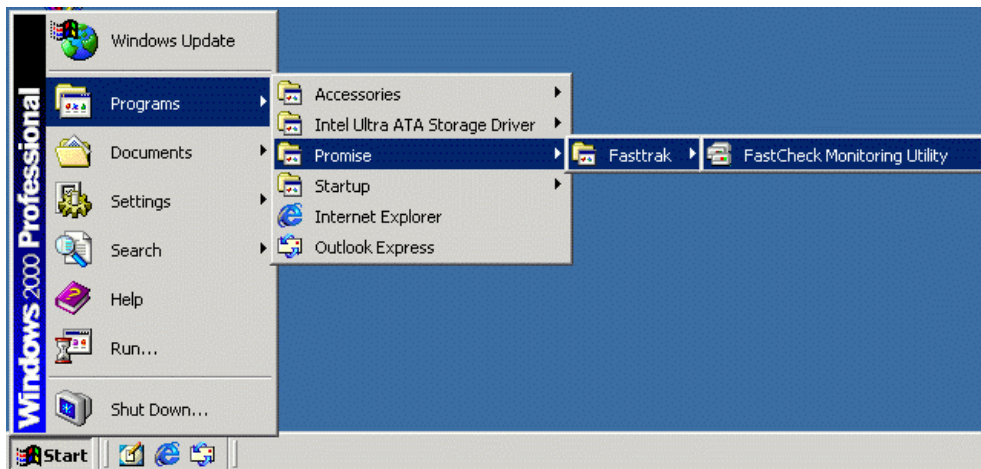 Windows 2000 Professional
Windows Update
Programs
Documents
Settings
Search
Help
Run...
Shut Down...
Accessories
Intel Ultra ATA Storage Driver
Promise
Startup
Internet Explorer
Outlook Express
Fasttrak
FastCheck Monitoring Utility
Start